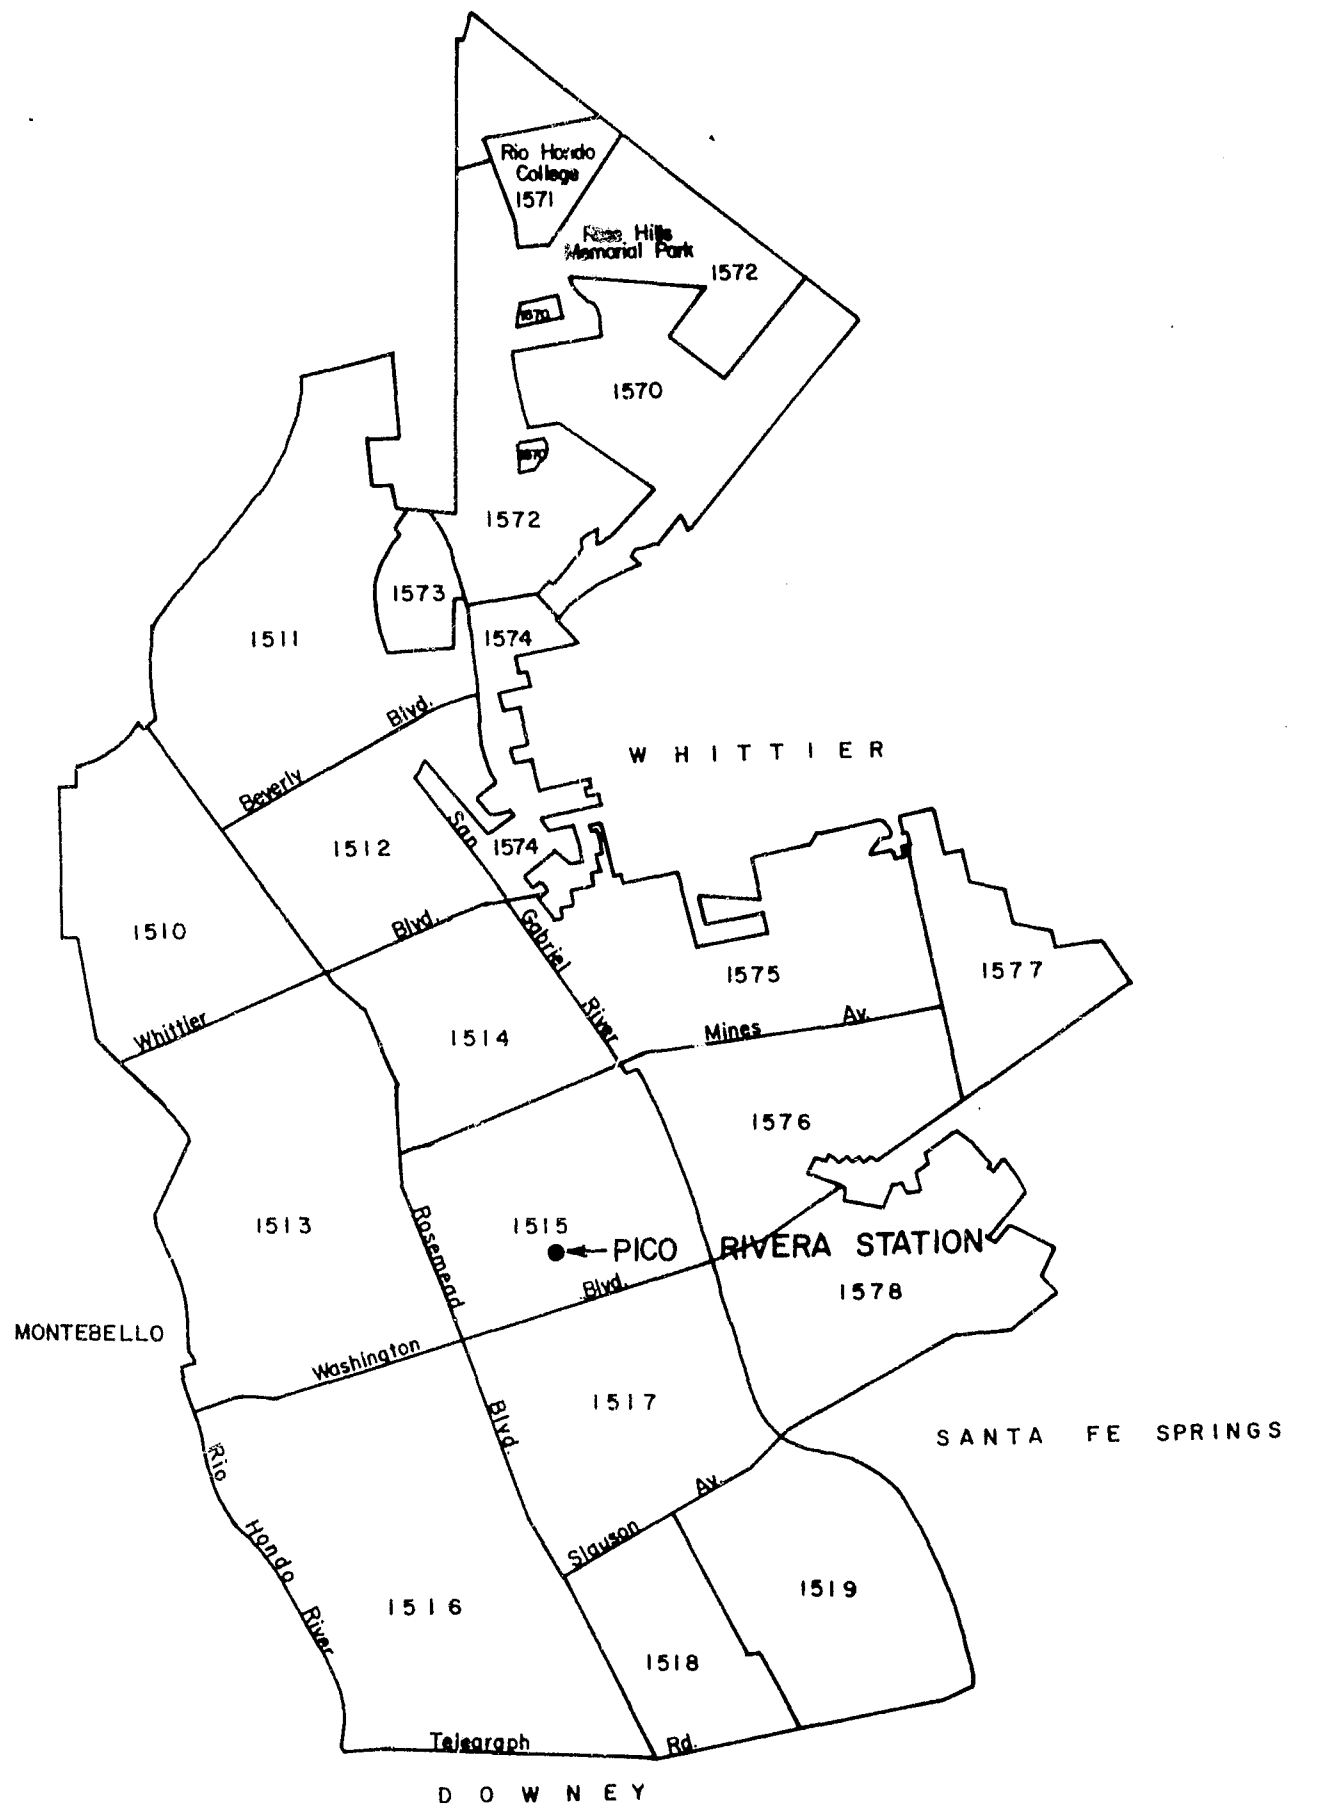 Rio Hondo
College
1571
Rose Hills
Memorial Park
1572
1570
1570
1570
1572
1573
1511
1574
Beverly Blvd.
WHITTIER
1512
San Gabriel River
1574
1510
Whittier Blvd.
1575
1577
1514
Mines Av.
1576
1513
Rosemead Blvd.
1515
PICO RIVERA STATION
1578
MONTEBELLO
Washington Blvd.
1517
SANTA FE SPRINGS
Rio Hondo River
Slauson Av.
1519
1516
1518
Telegraph Rd.
DOWNEY